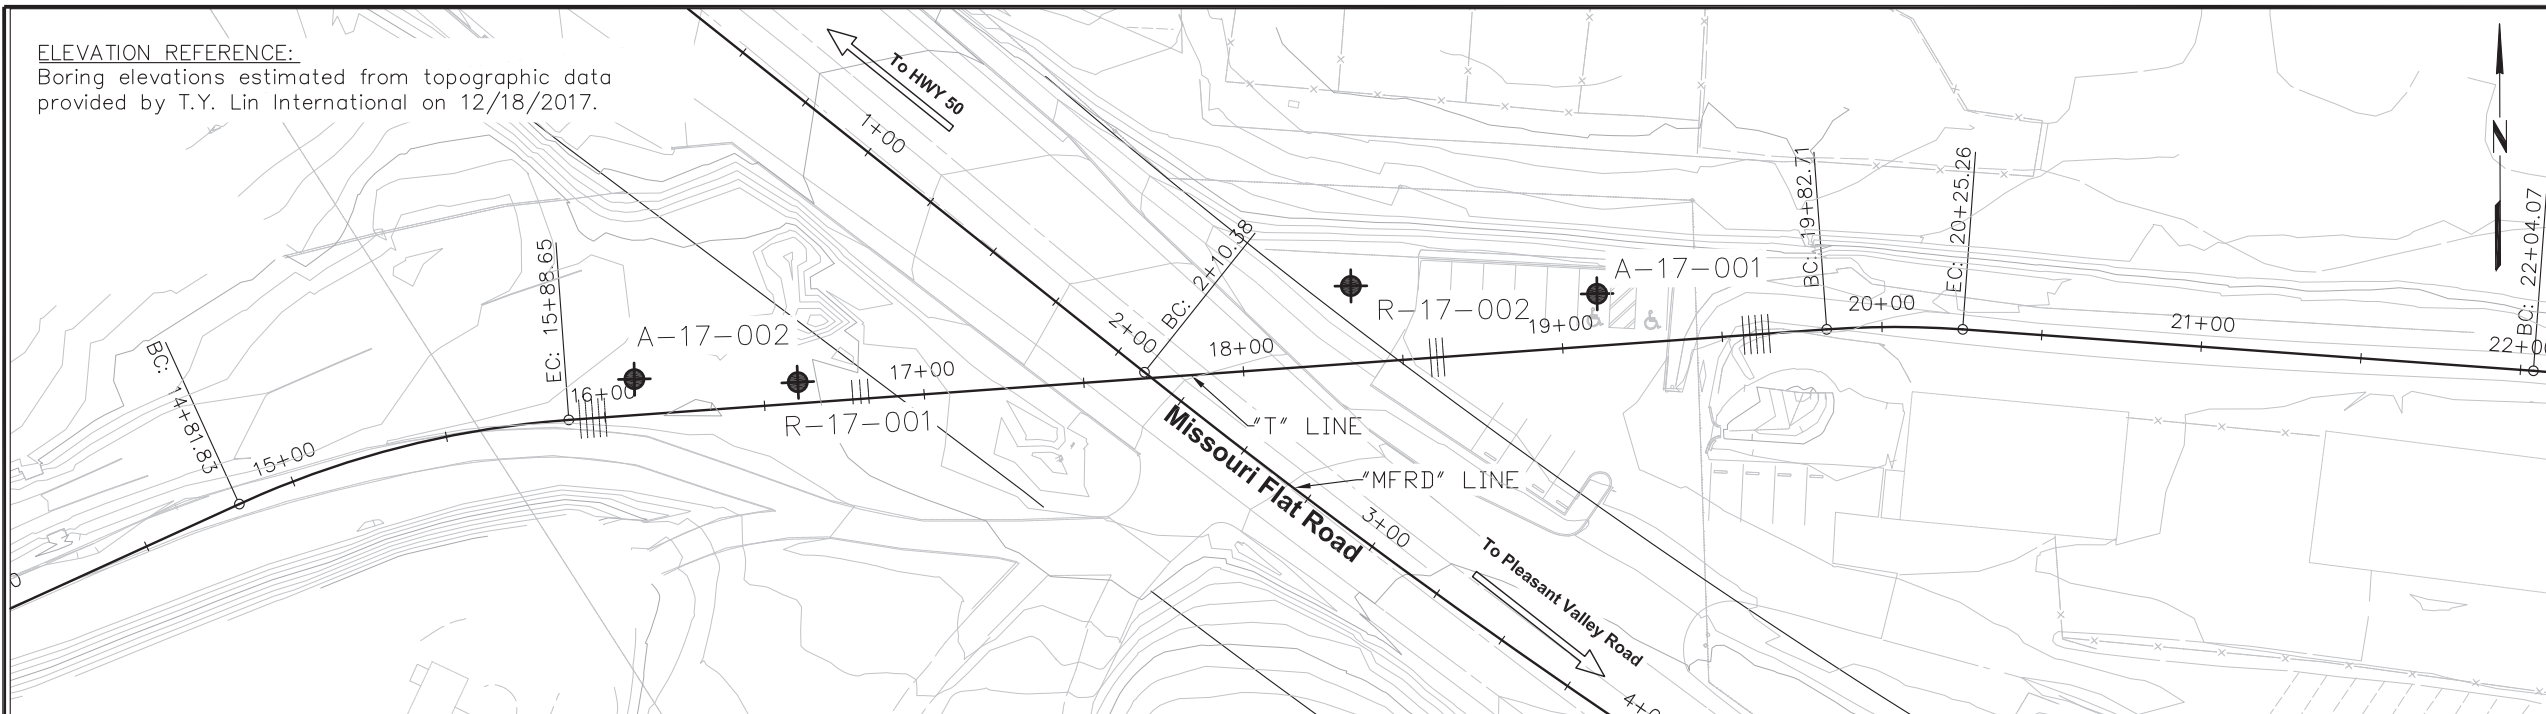 ELEVATION REFERENCE:
Boring elevations estimated from topographic data
provided by T.Y. Lin International on 12/18/2017.
To HWY 50
1+00
2+00
BC: 2+10.38
N
BC: 19+82.71
EC: 20+25.26
BC: 22+04.07
A-17-001
R-17-002
19+00
20+00
21+00
EC: 15+88.65
A-17-002
16+00
R-17-001
17+00
18+00
BC: 14+81.83
15+00
"T" LINE
"MFRD" LINE
Missouri Flat Road
3+00
To Pleasant Valley Road